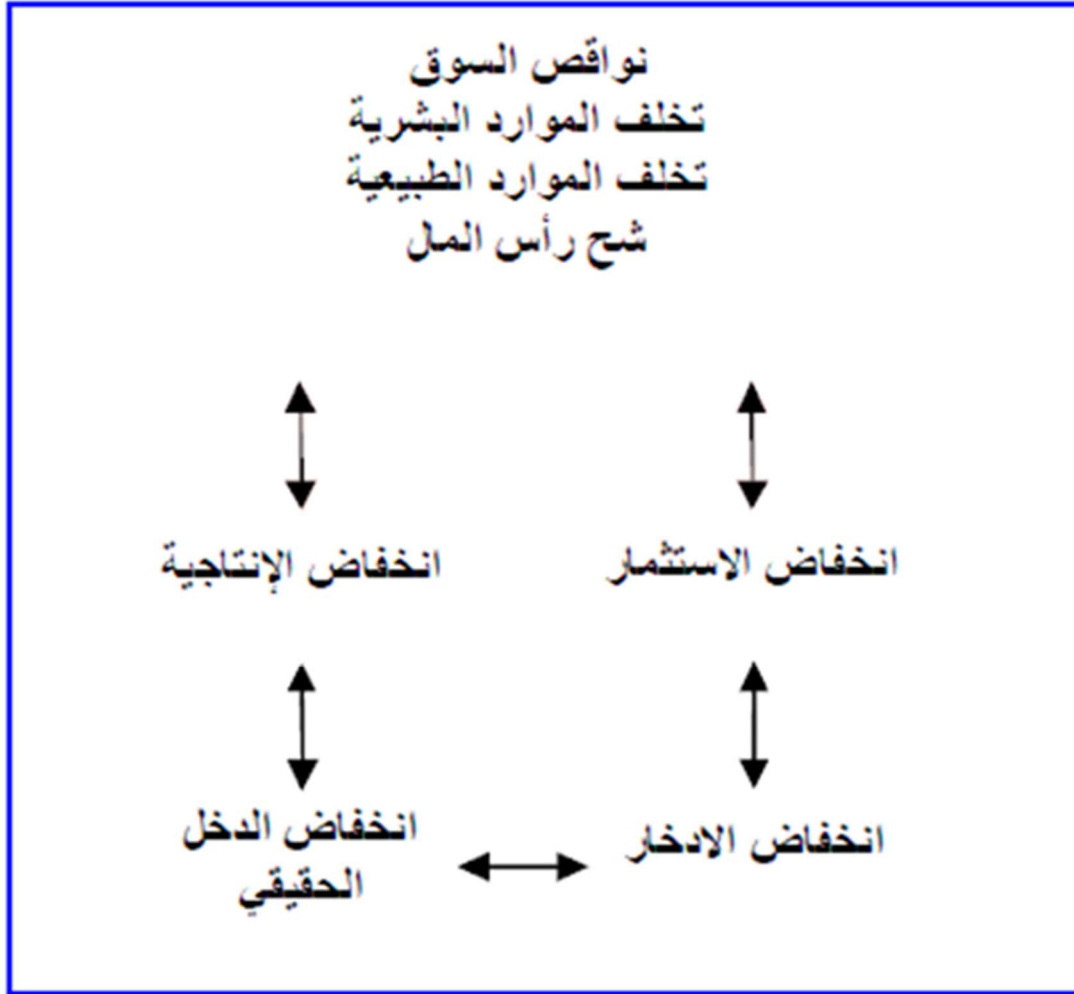 نواقص السوق
تخلف الموارد البشرية
تخلف الموارد الطبيعية
شح رأس المال
انخفاض الاستثمار
انخفاض الإنتاجية
انخفاض الادخار
انخفاض الدخل
الحقيقي